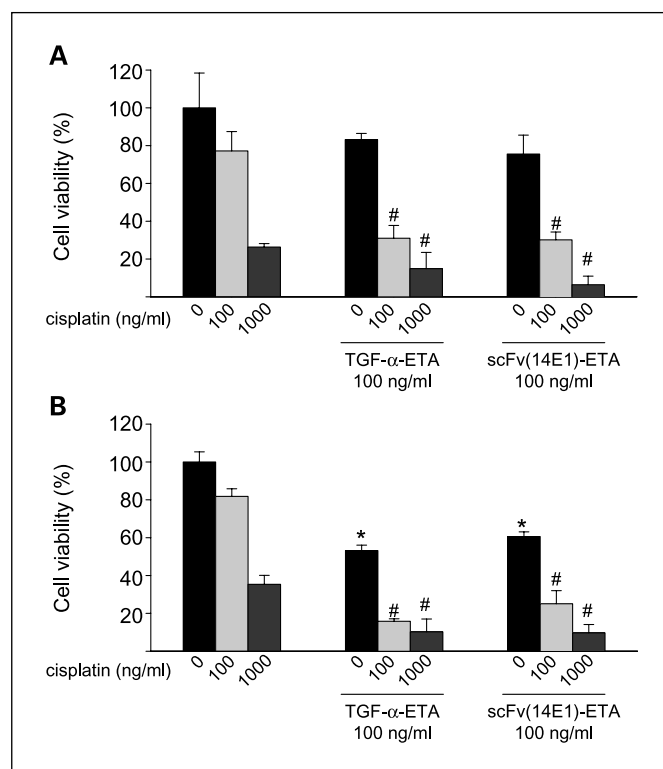 A
120
100
80
60
40
20
Cell viability (%)
# # # #
cisplatin (ng/ml) 0 100 1000 0 100 1000 0 100 1000
TGF-α-ETA scFv(14E1)-ETA
100 ng/ml 100 ng/ml
B
120
100
80
60
40
20
Cell viability (%)
* # # * # #
cisplatin (ng/ml) 0 100 1000 0 100 1000 0 100 1000
TGF-α-ETA scFv(14E1)-ETA
100 ng/ml 100 ng/ml